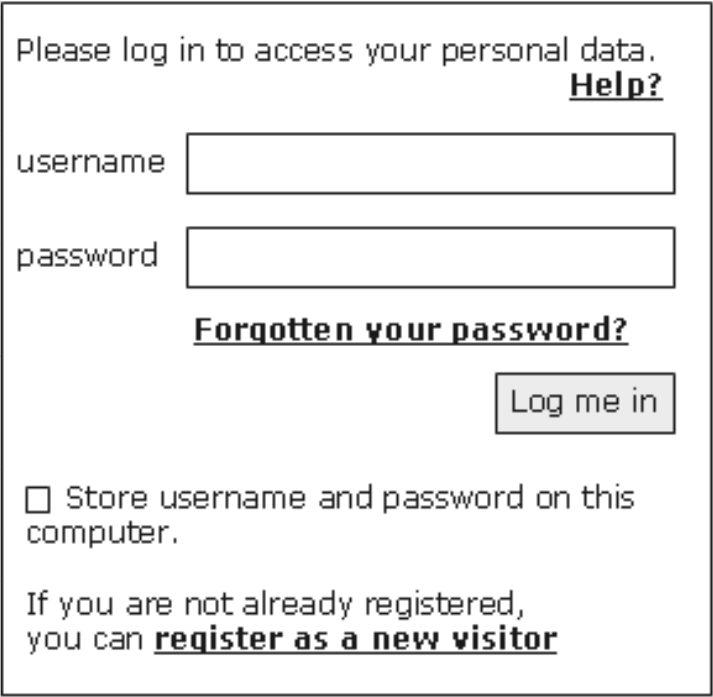 Please log in to access your personal data.
Help?
username
password
Forgotten your password?
Log me in
Store username and password on this
computer.
If you are not already registered,
you can register as a new visitor